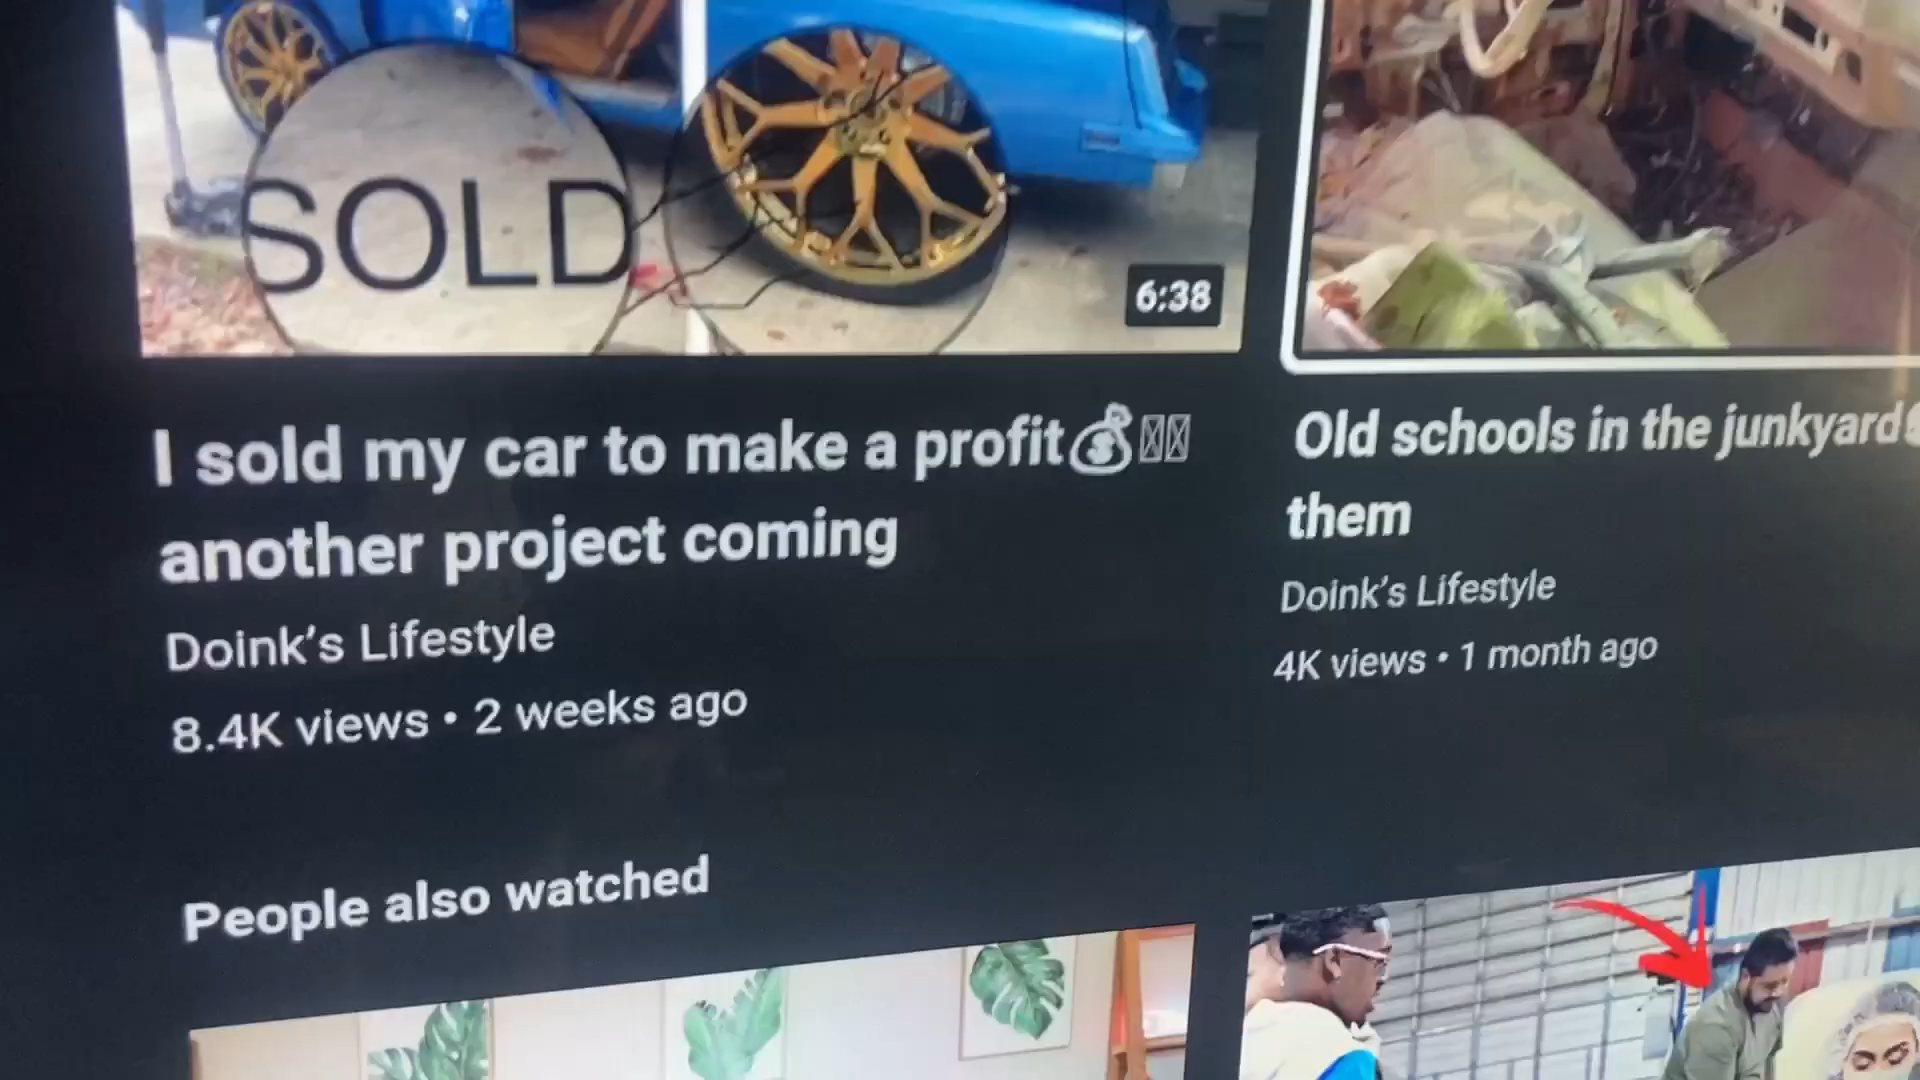 SOLD
6:38
I sold my car to make a profit💰
another project coming
Doink's Lifestyle
8.4K views • 2 weeks ago
Old schools in the junkyard
them
Doink's Lifestyle
4K views • 1 month ago
People also watched